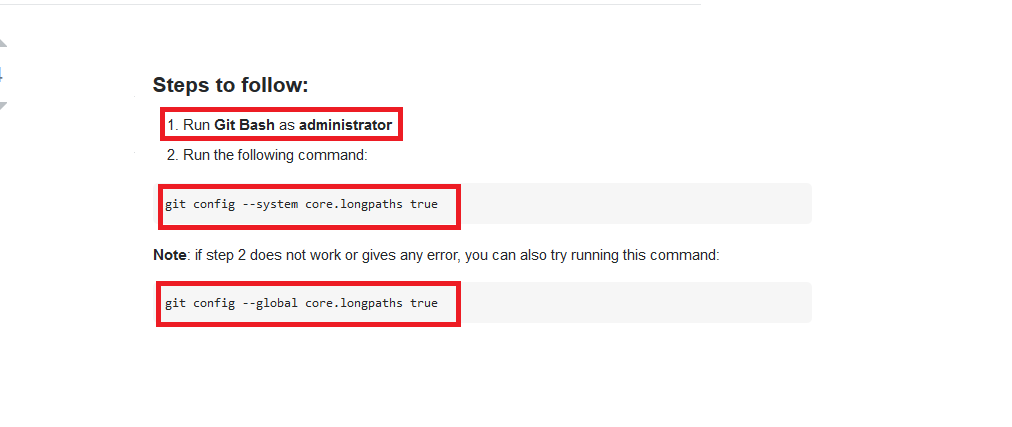 Steps to follow:
1. Run Git Bash as administrator
2. Run the following command:
git config --system core.longpaths true
Note: if step 2 does not work or gives any error, you can also try running this command:
git config --global core.longpaths true